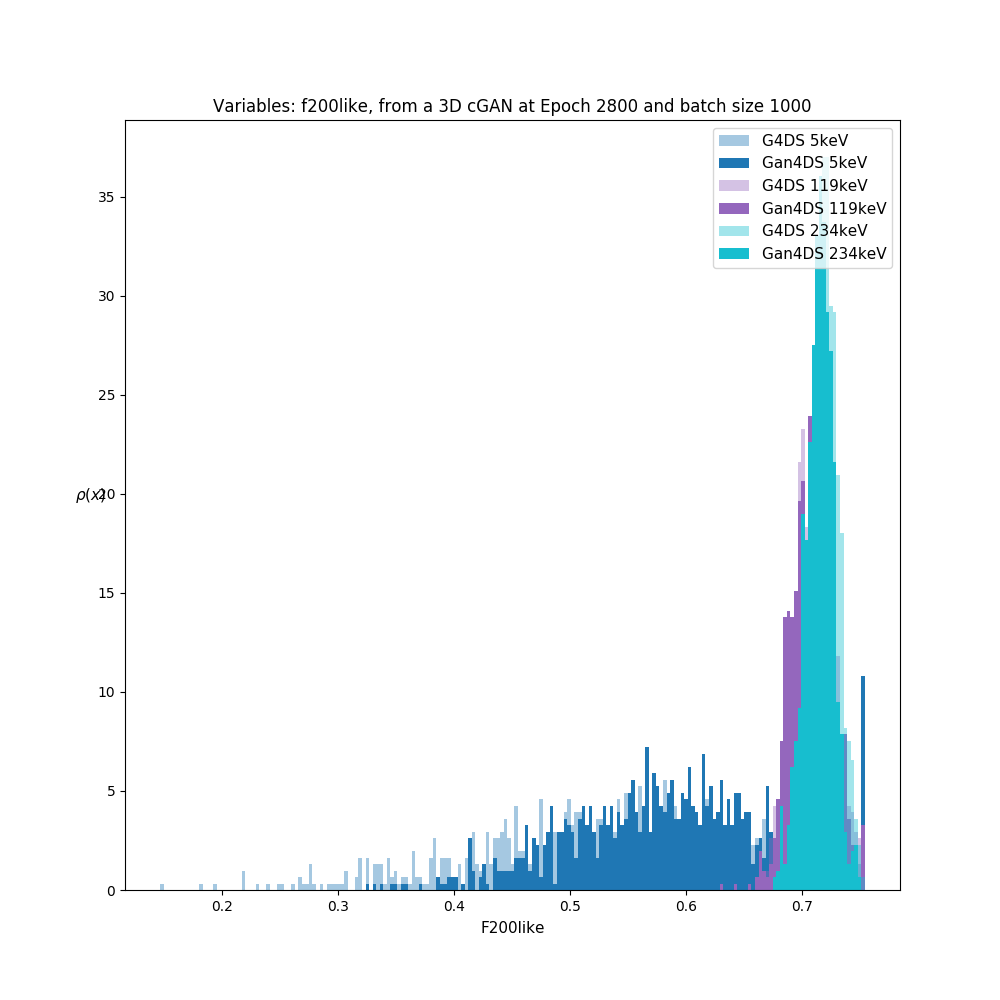 Variables: f200like, from a 3D cGAN at Epoch 2800 and batch size 1000
G4DS 5keV
Gan4DS 5keV
G4DS 119keV
Gan4DS 119keV
G4DS 234keV
Gan4DS 234keV
35
30
25
20
ρ(x)
15
10
5
0
0.2 0.3 0.4 0.5 0.6 0.7
F200like